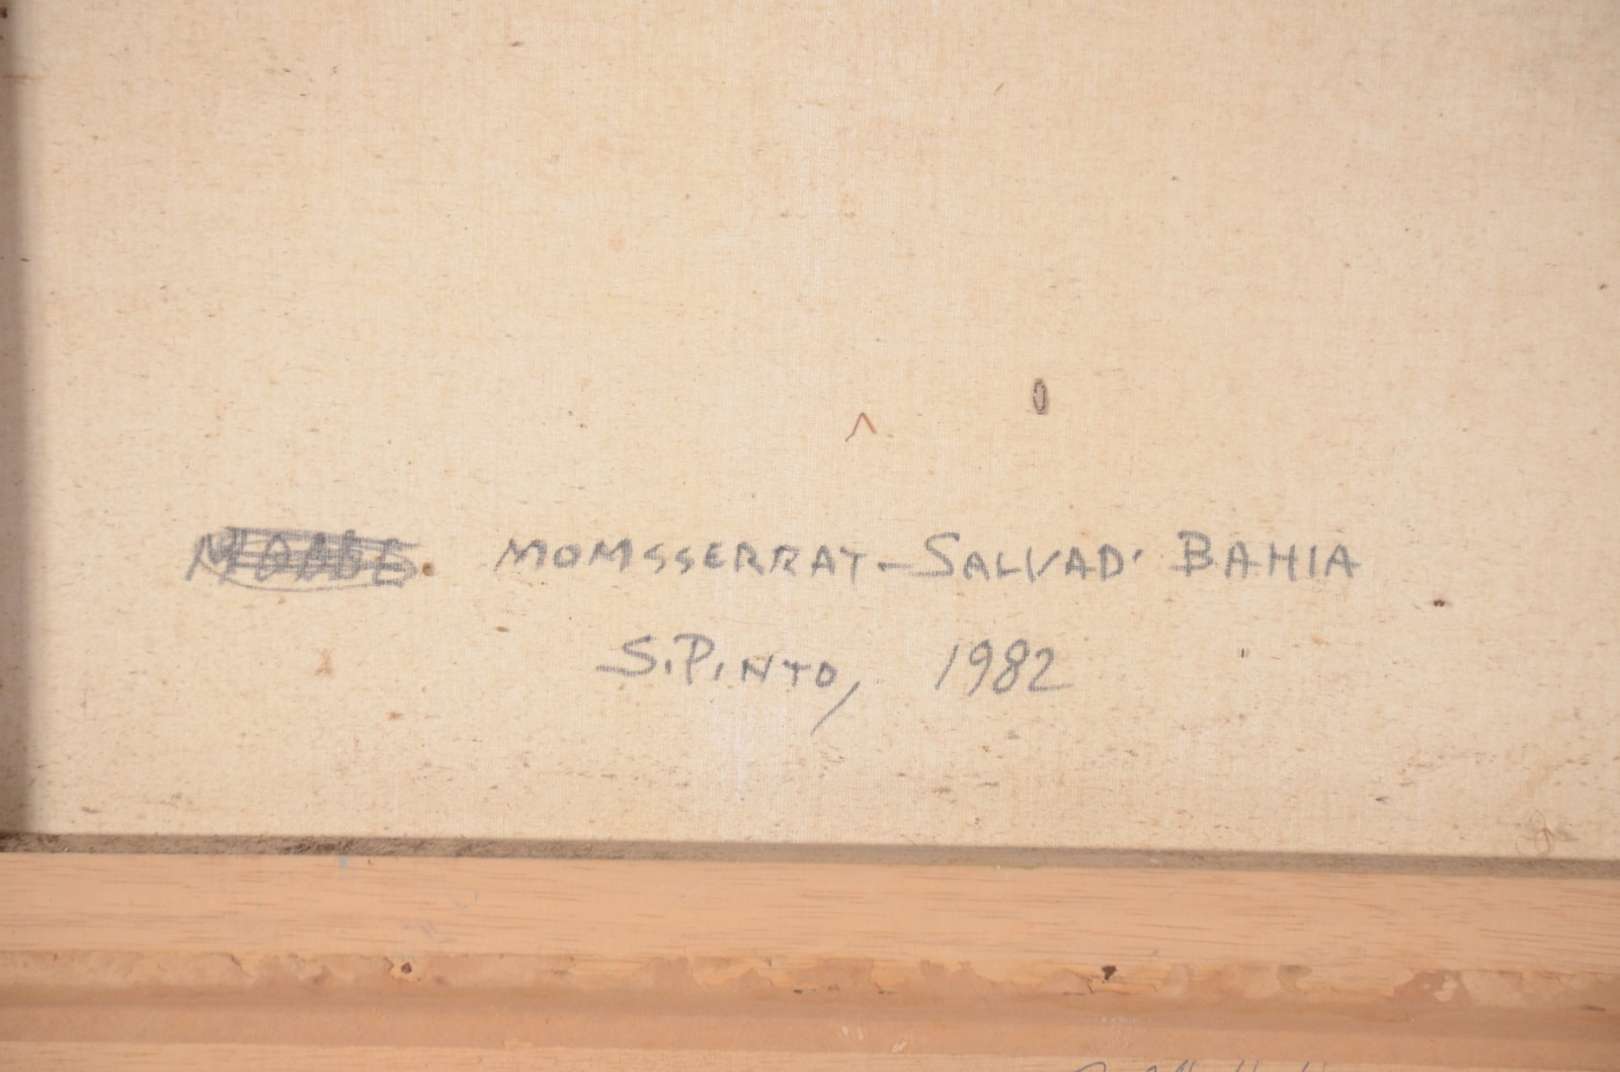 MOMSSERRAT - SALVAD' BAHIA
S. PINTO, 1982